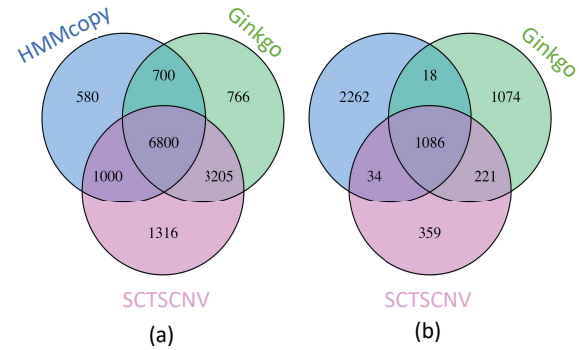 HMMcopy
Ginkgo
700
580
766
6800
1000
3205
1316
SCTSCNV
(a)
Ginkgo
18
2262
1074
1086
34
221
359
SCTSCNV
(b)